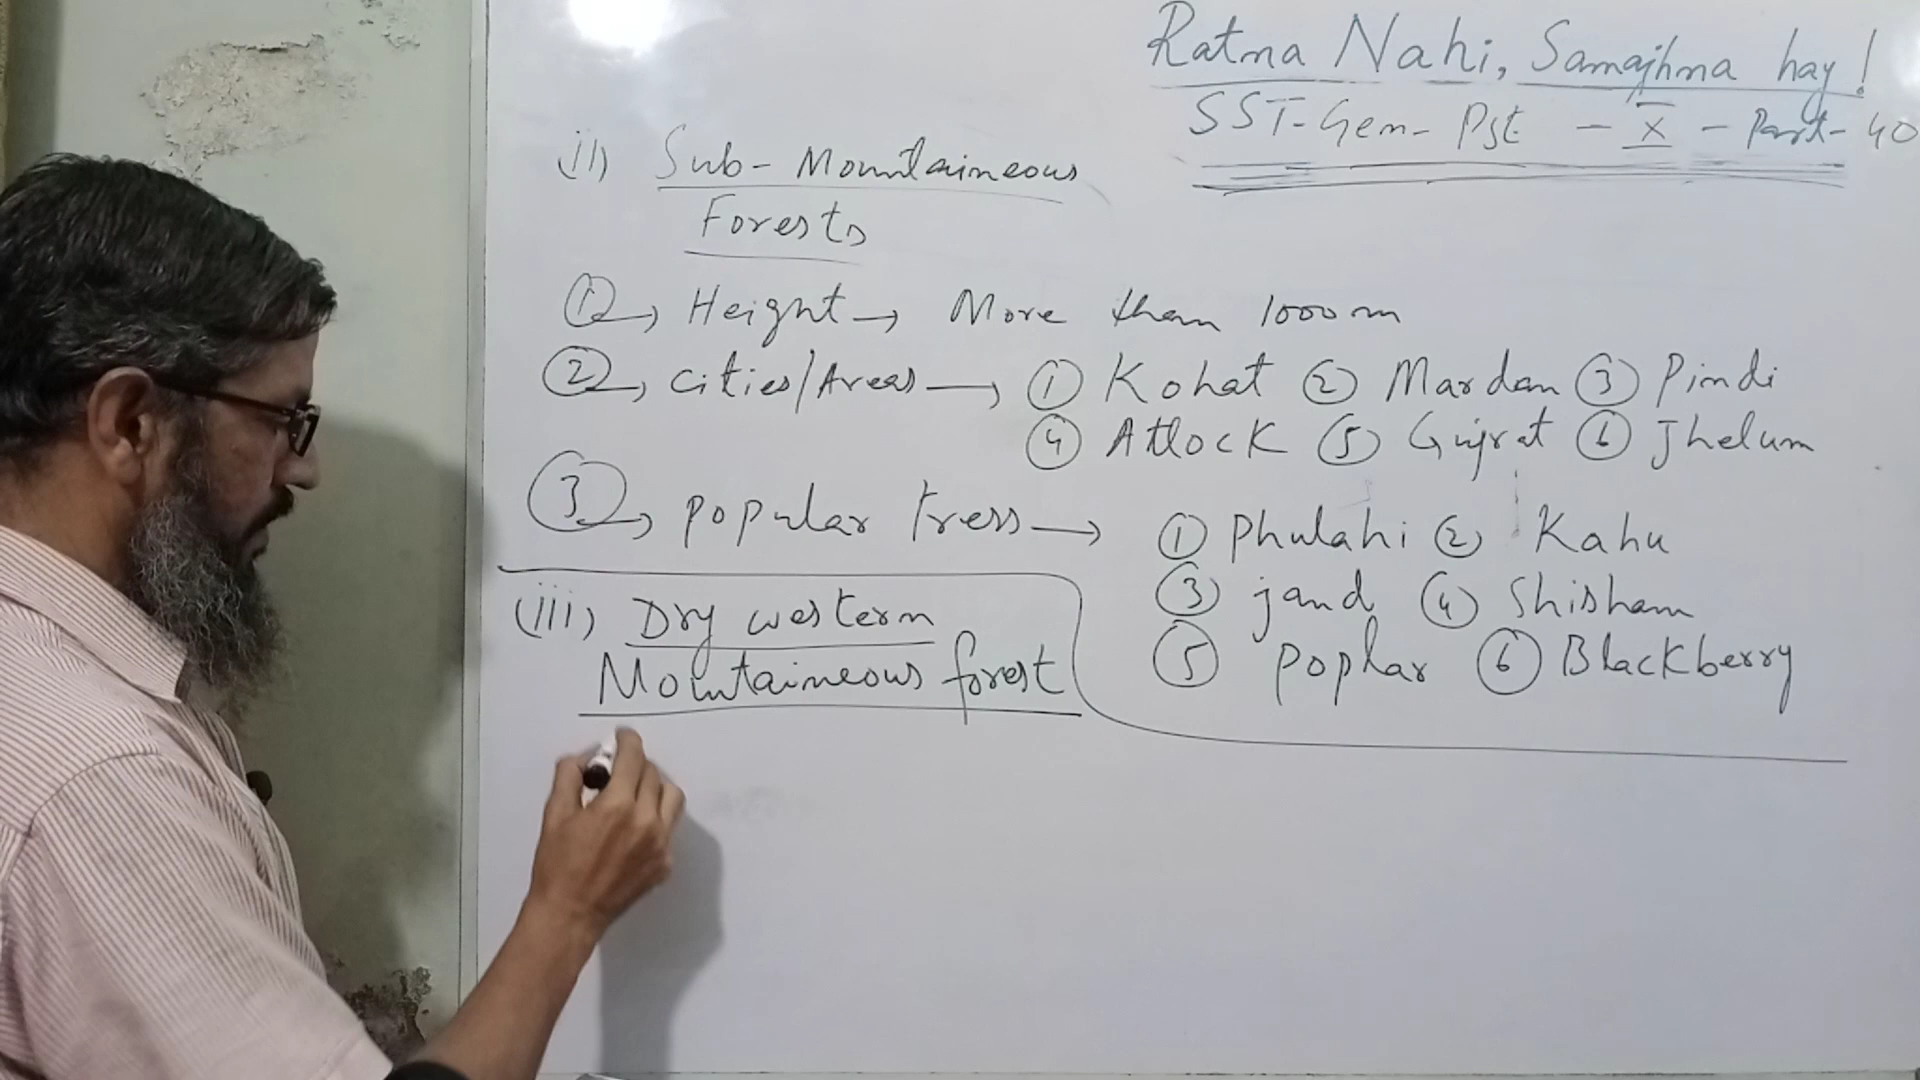 Ratna Nahi, Samajhna hay!
SST-Gen- Pst - X - Part-40
(ii) Sub-Mountaineous
Forests
① → Height → More than 1000m
② → Cities/Areas → ① Kohat ② Mardan ③ Pindi
④ Attock ⑤ Gujrat ⑥ Jhelum
③ → Popular tress → ① Phulahi ② Kahu
③ jand ④ Shisham
⑤ poplar ⑥ Blackberry
(iii) Dry western
Mountaineous forest